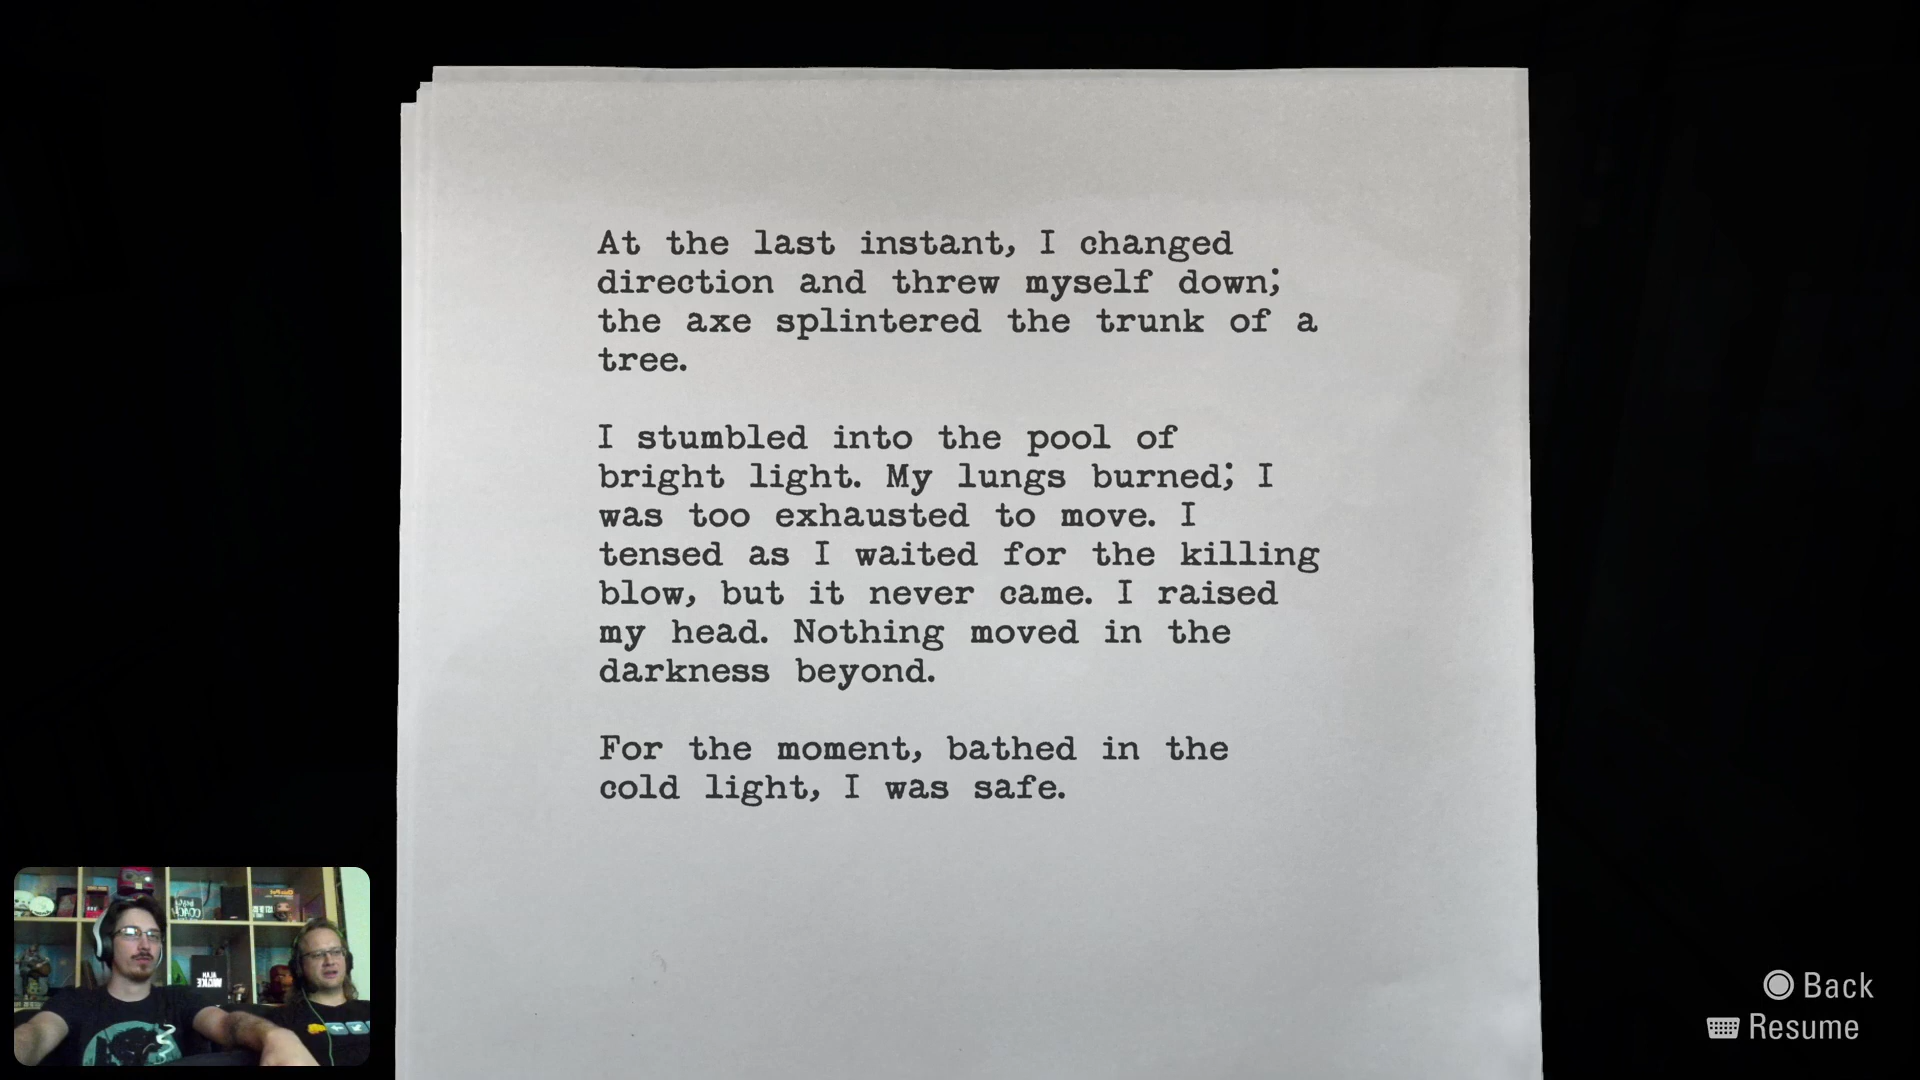 At the last instant, I changed
direction and threw myself down;
the axe splintered the trunk of a
tree.
I stumbled into the pool of
bright light. My lungs burned; I
was too exhausted to move. I
tensed as I waited for the killing
blow, but it never came. I raised
my head. Nothing moved in the
darkness beyond.
For the moment, bathed in the
cold light, I was safe.
Back
Resume
ALAN
WAKE